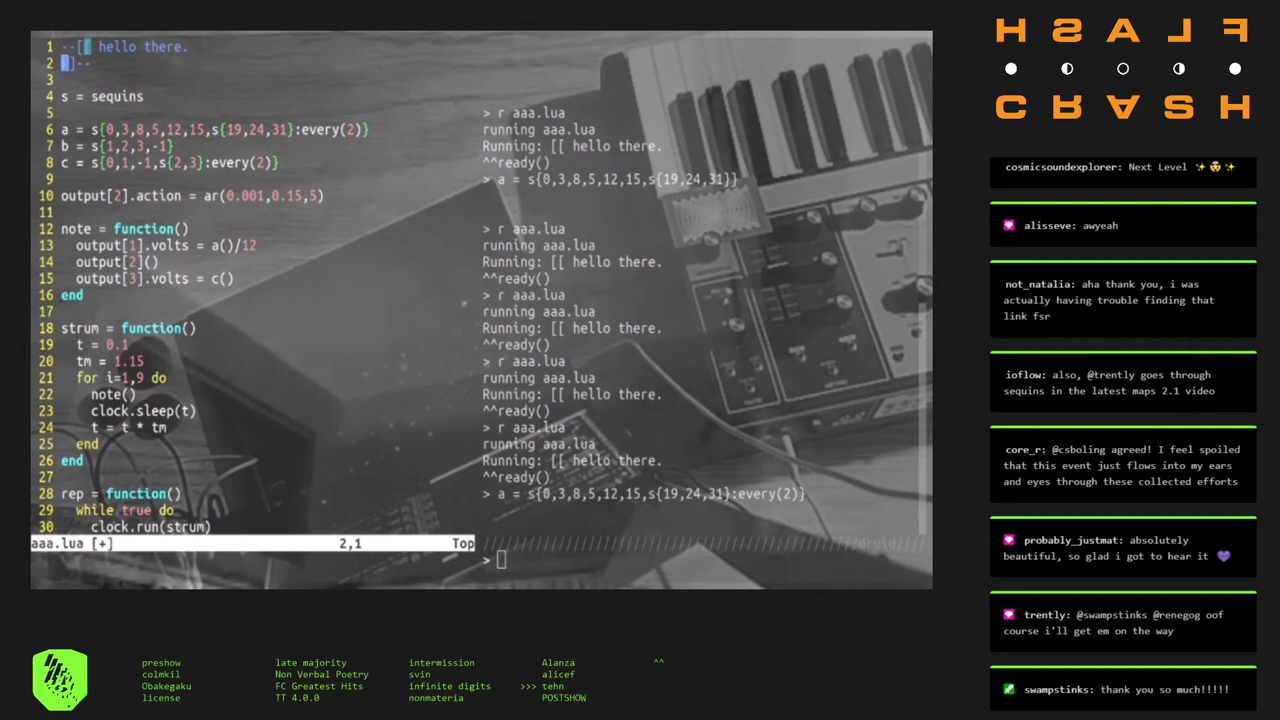 1 --[[ hello there.
2 ]]--
3
4 s = sequins
5
6 a = s{0,3,8,5,12,15,s{19,24,31}:every(2)}
7 b = s{1,2,3,-1}
8 c = s{0,1,-1,s{2,3}:every(2)}
9
10 output[2].action = ar(0.001,0.15,5)
11
12 note = function()
13 output[1].volts = a()/12
14 output[2]()
15 output[3].volts = c()
16 end
17
18 strum = function()
19 t = 0.1
20 tm = 1.15
21 for i=1,9 do
22 note()
23 clock.sleep(t)
24 t = t * tm
25 end
26 end
27
28 rep = function()
29 while true do
30 clock.run(strum)
aaa.lua [+] 2,1 Top
> r aaa.lua
running aaa.lua
Running: [[ hello there.
^^ready()
> a = s{0,3,8,5,12,15,s{19,24,31}}
> r aaa.lua
running aaa.lua
Running: [[ hello there.
^^ready()
> r aaa.lua
running aaa.lua
Running: [[ hello there.
^^ready()
> r aaa.lua
running aaa.lua
Running: [[ hello there.
^^ready()
> r aaa.lua
running aaa.lua
Running: [[ hello there.
^^ready()
> a = s{0,3,8,5,12,15,s{19,24,31}:every(2)}
//druid////
>
HSALF
CRASH
cosmicsoundexplorer: Next Level ✨🤯✨
alisseve: awyeah
not_natalia: aha thank you, i was
actually having trouble finding that
link fsr
ioflow: also, @trently goes through
sequins in the latest maps 2.1 video
core_r: @csboling agreed! I feel spoiled
that this event just flows into my ears
and eyes through these collected efforts
probably_justmat: absolutely
beautiful, so glad i got to hear it 💜
trently: @swampstinks @renegog oof
course i'll get em on the way
swampstinks: thank you so much!!!!!
preshow
colmkil
Obakegaku
license
late majority
Non Verbal Poetry
FC Greatest Hits
TT 4.0.0
intermission
svin
infinite digits
nonmateria
Alanza
alicef
>>> tehn
POSTSHOW
^^